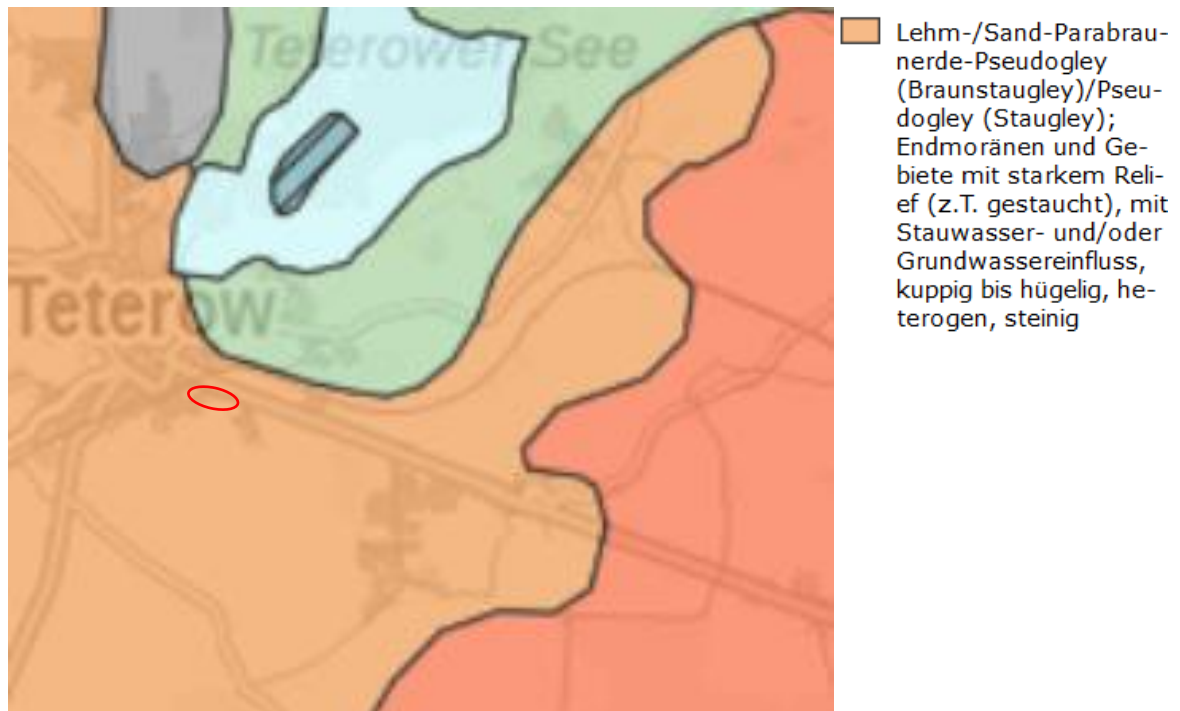 Teterower See
Teterow
Lehm-/Sand-Parabrau-
nerde-Pseudogley
(Braunstaugley)/Pseu-
dogley (Staugley);
Endmoränen und Ge-
biete mit starkem Reli-
ef (z.T. gestaucht), mit
Stauwasser- und/oder
Grundwassereinfluss,
kuppig bis hügelig, he-
terogen, steinig